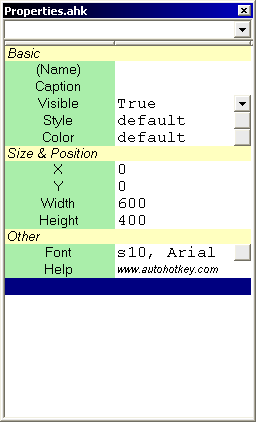 Properties.ahk
Basic
(Name)
Caption
Visible True
Style default
Color default
Size & Position
X 0
Y 0
Width 600
Height 400
Other
Font s10, Arial
Help www.autohotkey.com